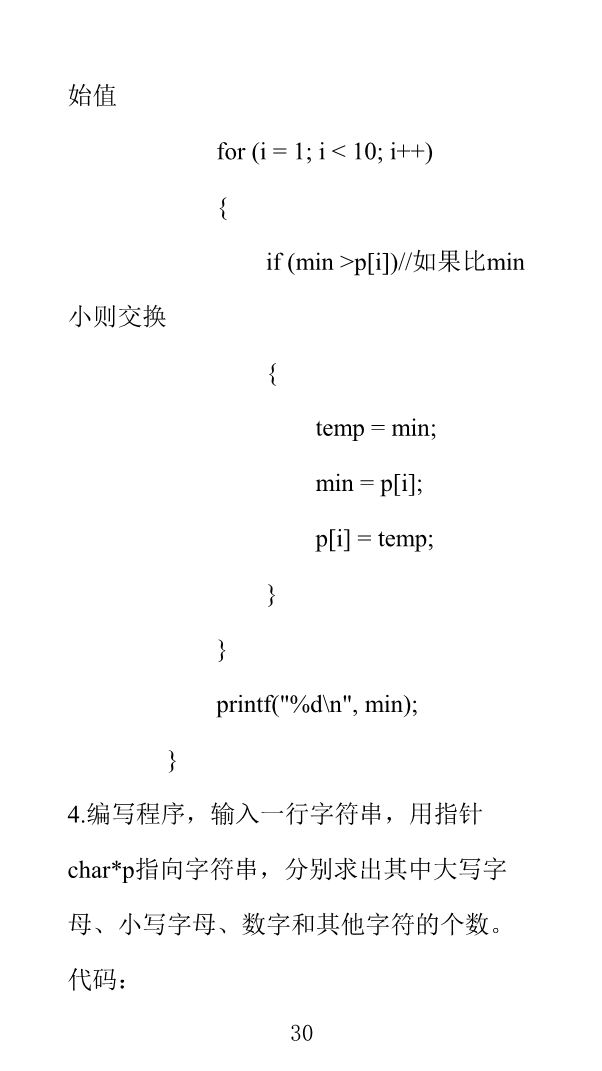 始值
for (i = 1; i < 10; i++)
{
if (min >p[i])//如果比min
小则交换
{
temp = min;
min = p[i];
p[i] = temp;
}
}
printf("%d\n", min);
}
4.编写程序，输入一行字符串，用指针
char*p指向字符串，分别求出其中大写字
母、小写字母、数字和其他字符的个数。
代码：
30